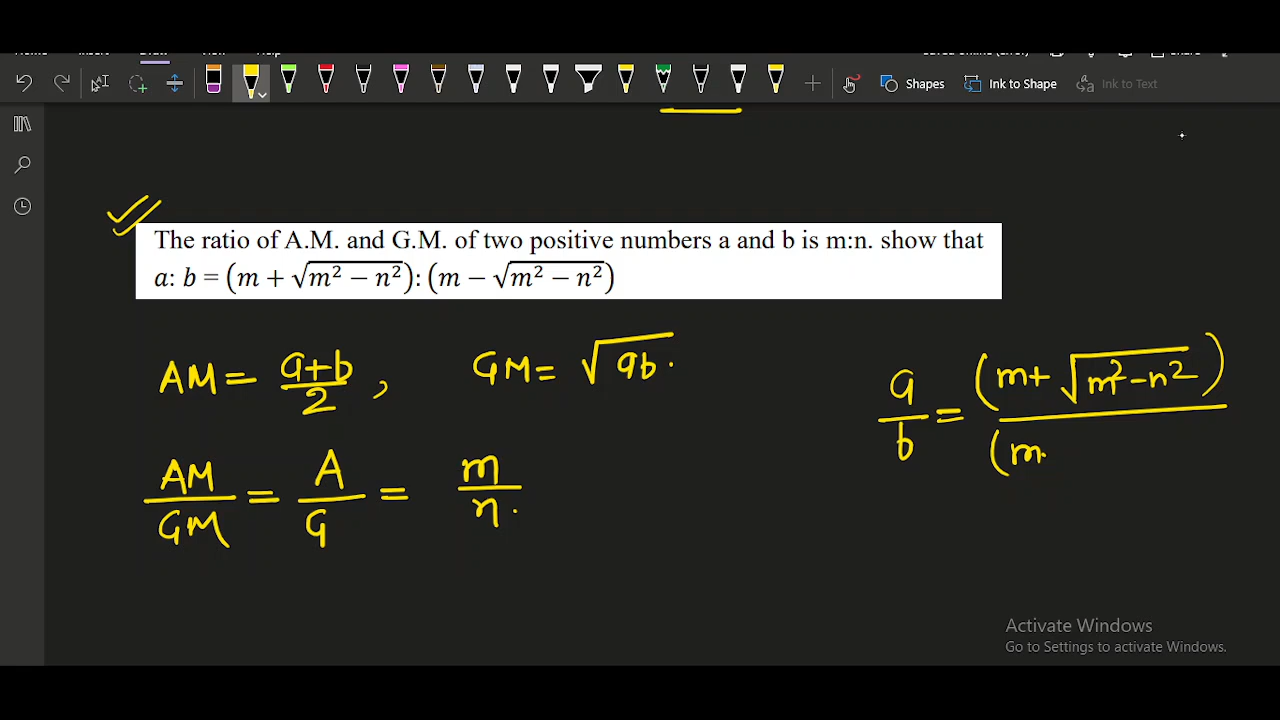 Shapes Ink to Shape Ink to Text
The ratio of A.M. and G.M. of two positive numbers a and b is m:n. show that
a: b = (m + √(m² − n²)): (m − √(m² − n²))
AM = (a+b)/2 , GM = √(ab).
a/b = (m+ √(m²-n²)) / (m
AM/GM = A/G = m/n.
Activate Windows
Go to Settings to activate Windows.